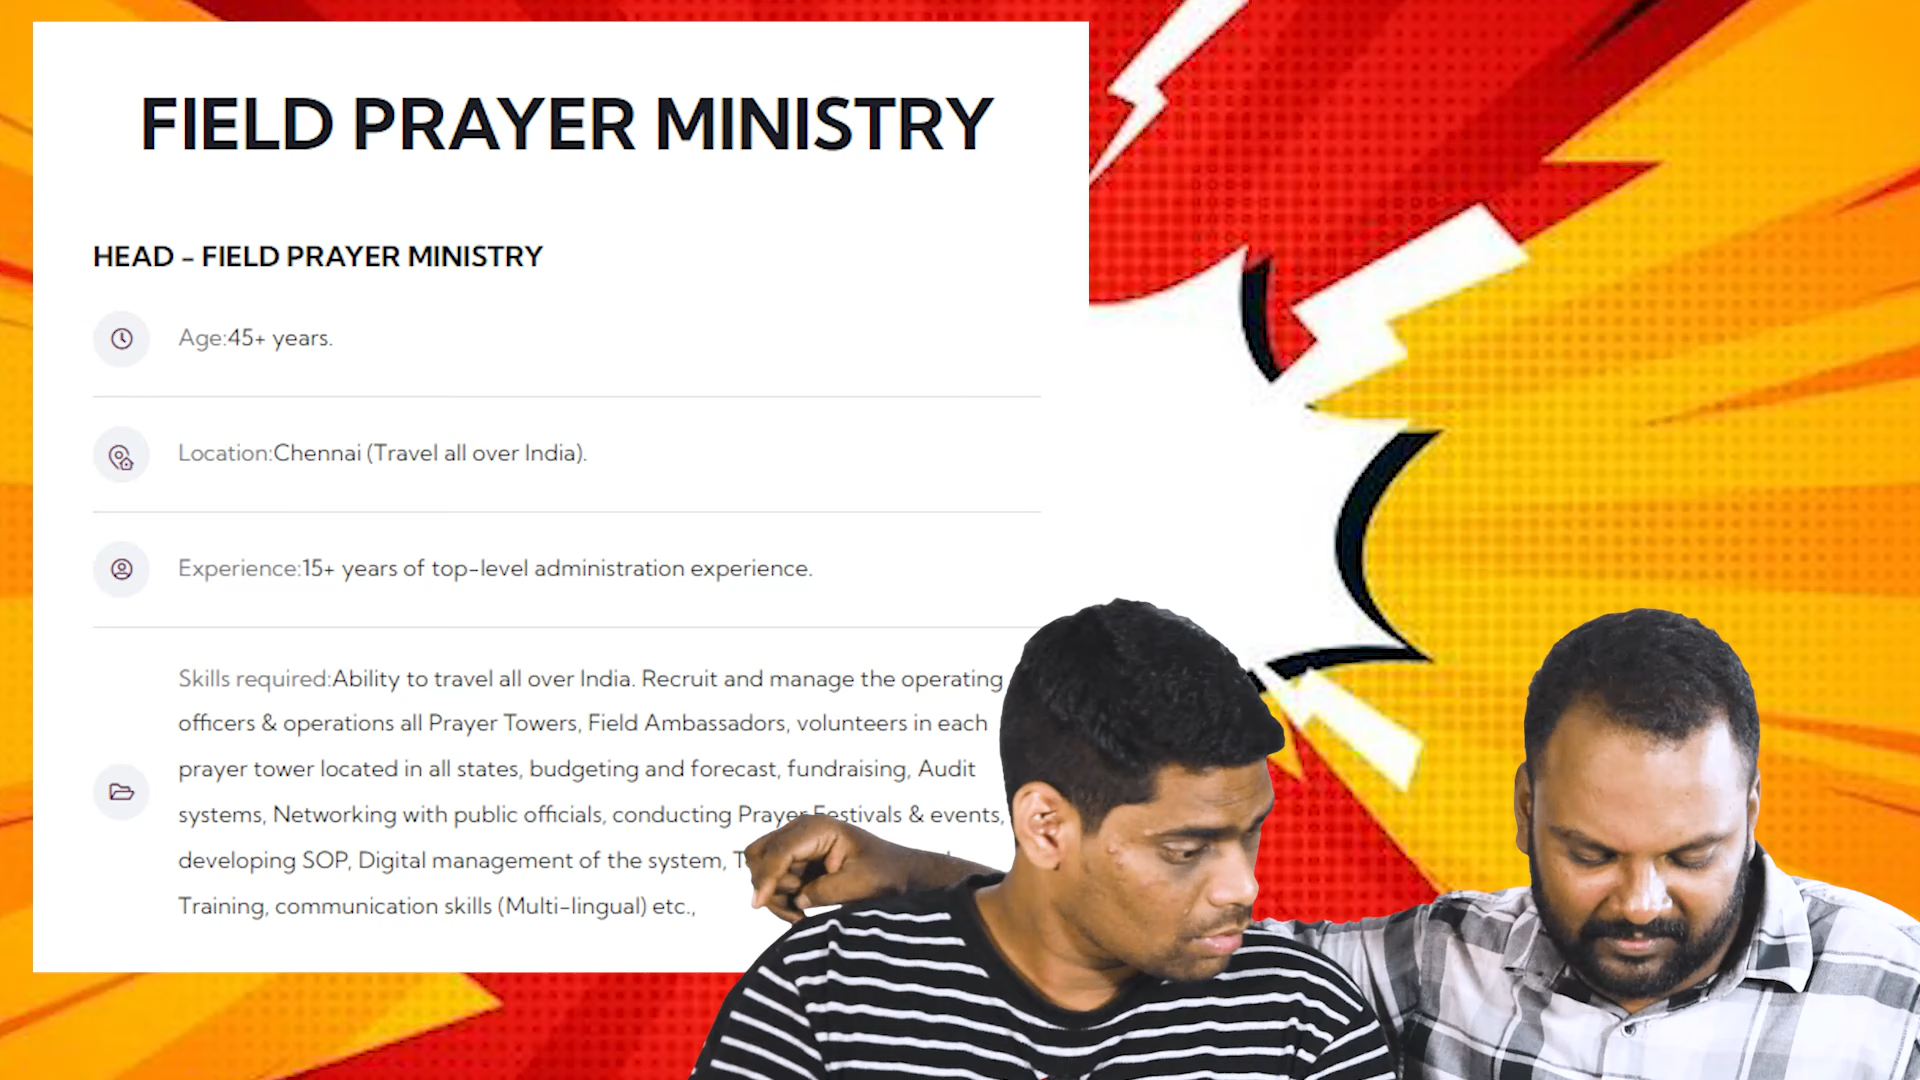 FIELD PRAYER MINISTRY
HEAD – FIELD PRAYER MINISTRY
Age:45+ years.
Location:Chennai (Travel all over India).
Experience:15+ years of top-level administration experience.
Skills required:Ability to travel all over India. Recruit and manage the operating
officers & operations all Prayer Towers, Field Ambassadors, volunteers in each
prayer tower located in all states, budgeting and forecast, fundraising, Audit
systems, Networking with public officials, conducting Prayer Festivals & events,
developing SOP, Digital management of the system,
Training, communication skills (Multi-lingual) etc.,